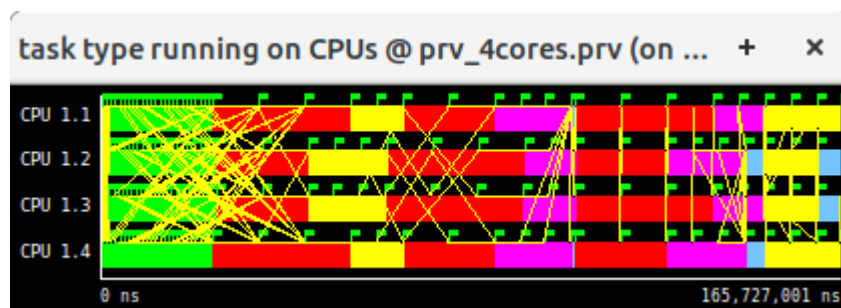 task type running on CPUs @ prv_4cores.prv (on ... + ×
CPU 1.1
CPU 1.2
CPU 1.3
CPU 1.4
0 ns 165,727,001 ns